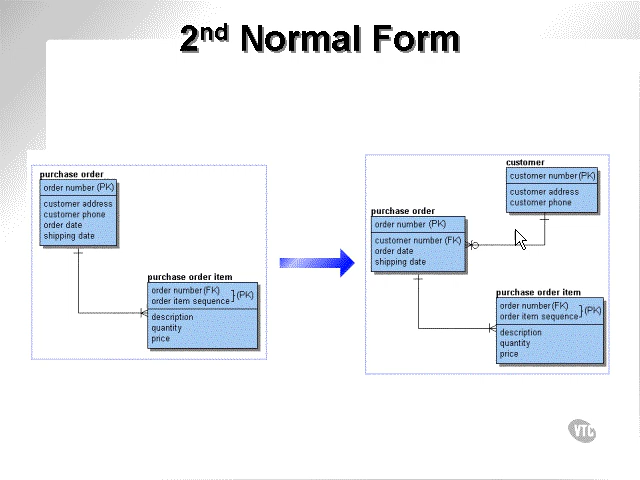 2nd Normal Form
purchase order
order number (PK)
customer address
customer phone
order date
shipping date
purchase order item
order number (FK)
order item sequence } (PK)
description
quantity
price
customer
customer number (PK)
customer address
customer phone
purchase order
order number (PK)
customer number (FK)
order date
shipping date
purchase order item
order number (FK)
order item sequence } (PK)
description
quantity
price
VTC